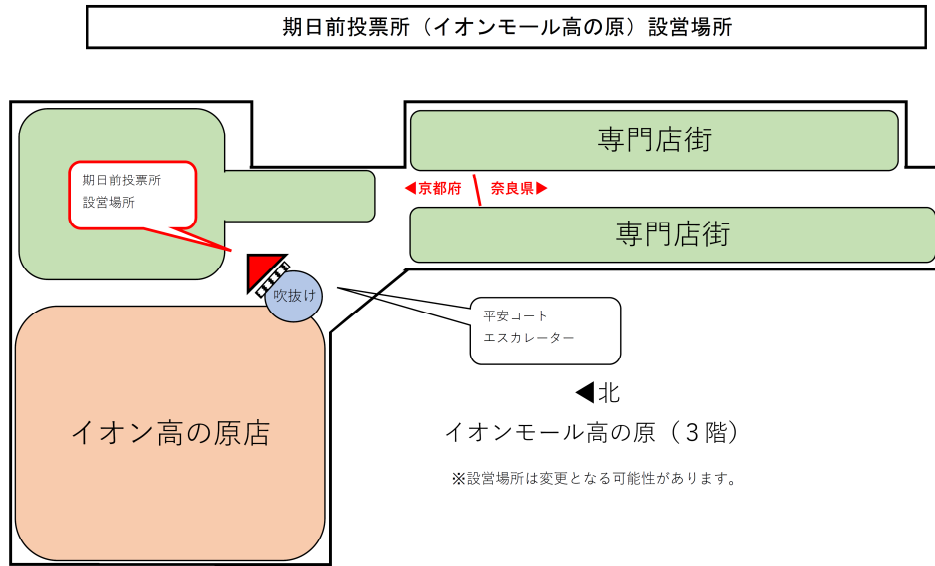 期日前投票所（イオンモール高の原）設営場所
専門店街
期日前投票所
設営場所
◀京都府
奈良県▶
専門店街
吹抜け
平安コート
エスカレーター
◀北
イオン高の原店
イオンモール高の原（３階）
※設営場所は変更となる可能性があります。